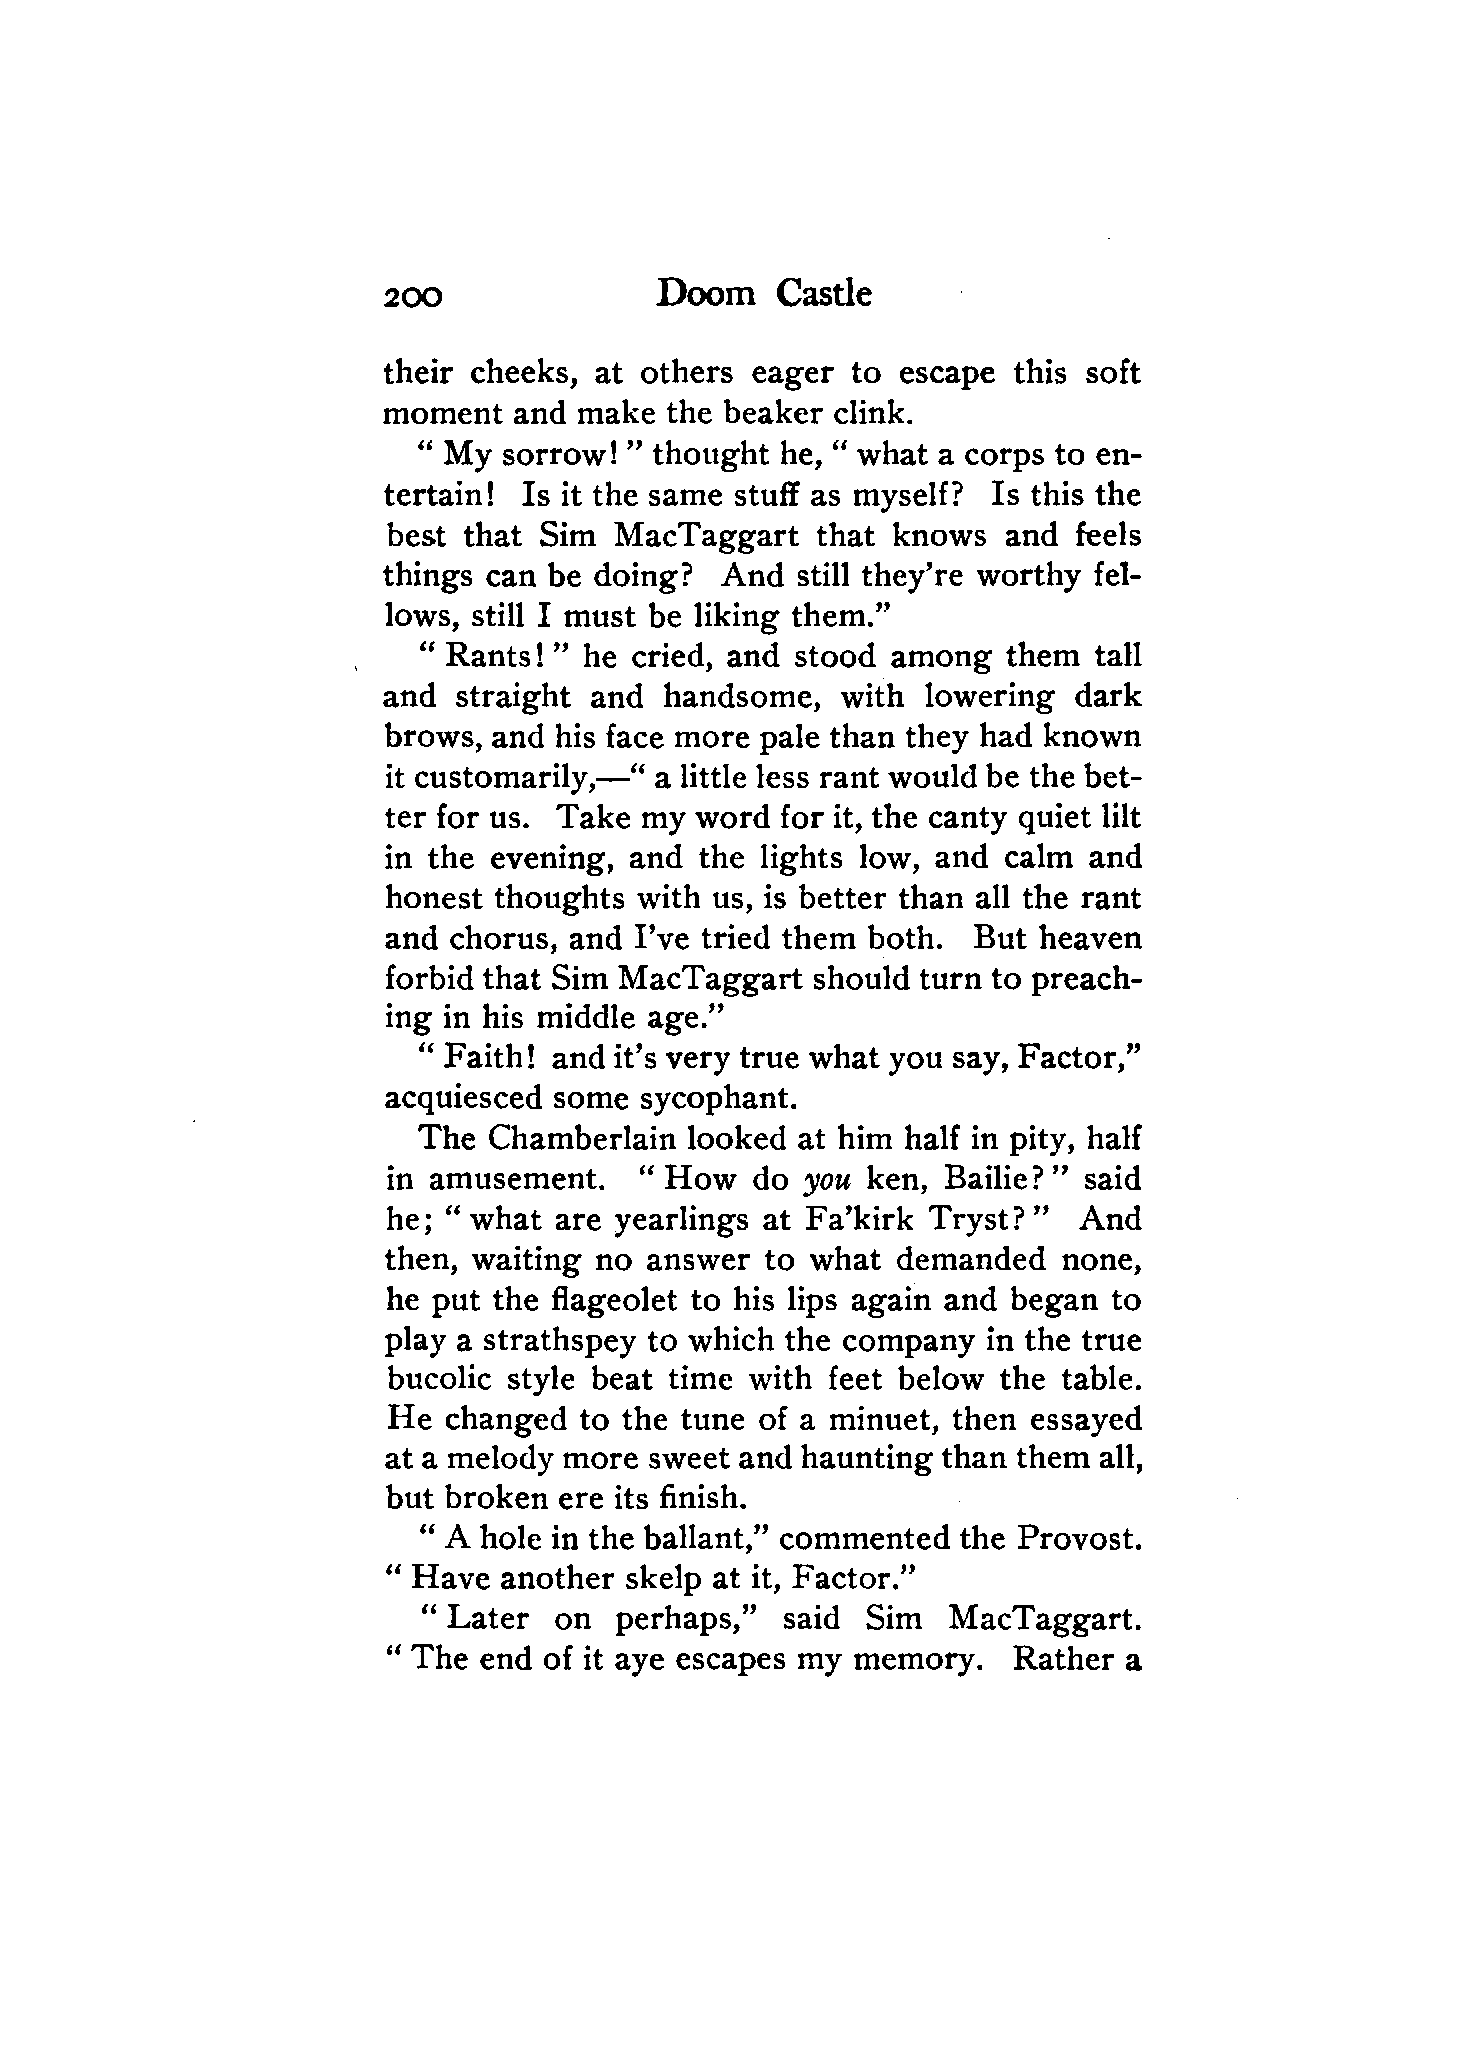 200 Doom Castle
their cheeks, at others eager to escape this soft
moment and make the beaker clink.
" My sorrow! " thought he, " what a corps to en-
tertain! Is it the same stuff as myself? Is this the
best that Sim MacTaggart that knows and feels
things can be doing? And still they're worthy fel-
lows, still I must be liking them."
" Rants! " he cried, and stood among them tall
and straight and handsome, with lowering dark
brows, and his face more pale than they had known
it customarily,—" a little less rant would be the bet-
ter for us. Take my word for it, the canty quiet lilt
in the evening, and the lights low, and calm and
honest thoughts with us, is better than all the rant
and chorus, and I've tried them both. But heaven
forbid that Sim MacTaggart should turn to preach-
ing in his middle age."
" Faith! and it's very true what you say, Factor,"
acquiesced some sycophant.
The Chamberlain looked at him half in pity, half
in amusement. " How do you ken, Bailie? " said
he; " what are yearlings at Fa'kirk Tryst? " And
then, waiting no answer to what demanded none,
he put the flageolet to his lips again and began to
play a strathspey to which the company in the true
bucolic style beat time with feet below the table.
He changed to the tune of a minuet, then essayed
at a melody more sweet and haunting than them all,
but broken ere its finish.
" A hole in the ballant," commented the Provost.
" Have another skelp at it, Factor."
" Later on perhaps," said Sim MacTaggart.
" The end of it aye escapes my memory. Rather a